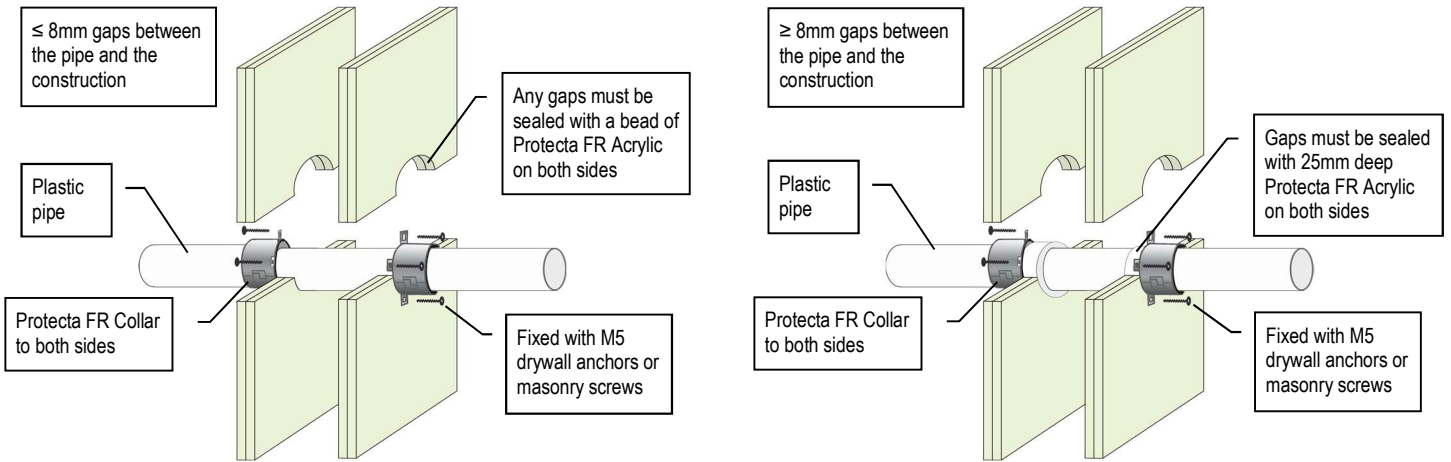 ≤ 8mm gaps between
the pipe and the
construction
Any gaps must be
sealed with a bead of
Protecta FR Acrylic
on both sides
Plastic
pipe
Protecta FR Collar
to both sides
Fixed with M5
drywall anchors or
masonry screws
≥ 8mm gaps between
the pipe and the
construction
Gaps must be sealed
with 25mm deep
Protecta FR Acrylic
on both sides
Plastic
pipe
Protecta FR Collar
to both sides
Fixed with M5
drywall anchors or
masonry screws